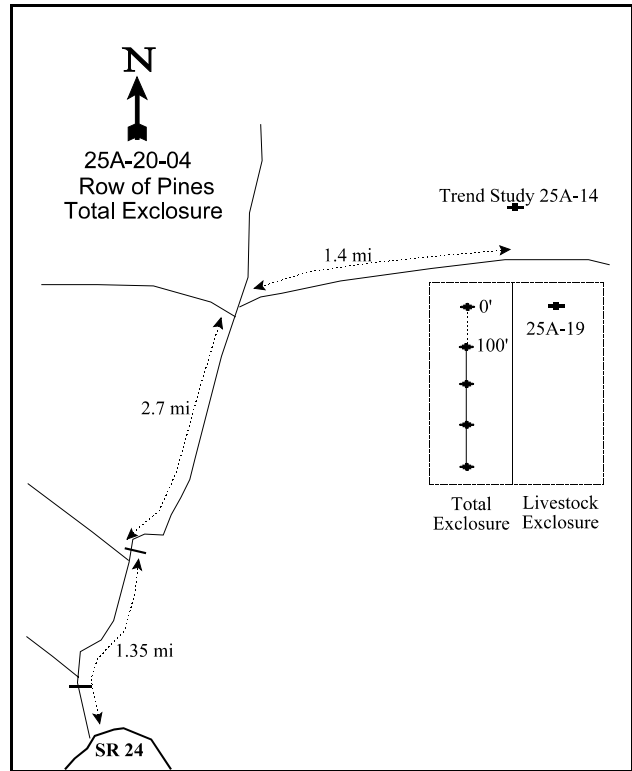 N
25A-20-04
Row of Pines
Total Exclosure
Trend Study 25A-14
1.4 mi
0'
25A-19
100'
2.7 mi
Total
Exclosure
Livestock
Exclosure
1.35 mi
SR 24